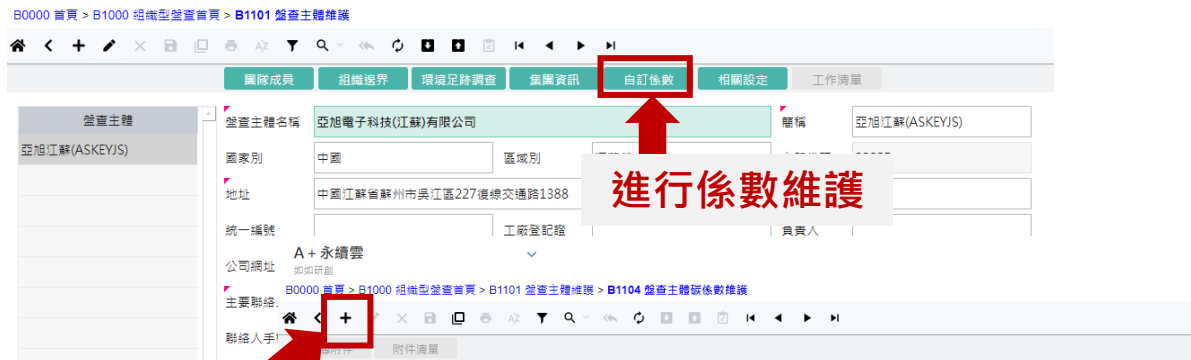 B0000 首頁 > B1000 組織型盤查首頁 > B1101 盤查主體維護
團隊成員 組織邊界 環境足跡調查 集團資訊 自訂係數 相關設定 工作清單
盤查主體
亞旭江蘇(ASKEYJS)
盤查主體名稱 亞旭電子科技(江蘇)有限公司 簡稱 亞旭江蘇(ASKEYJS)
國家別 中國 區域別
地址 中國江蘇省蘇州市吳江區227復線交通路1388
進行係數維護
統一編號 工廠登記證 負責人
公司網址
A + 永續雲
如如研創
主要聯絡
B0000 首頁 > B1000 組織型盤查首頁 > B1101 盤查主體維護 > B1104 盤查主體碳係數維護
聯絡人手
附件 附件清單